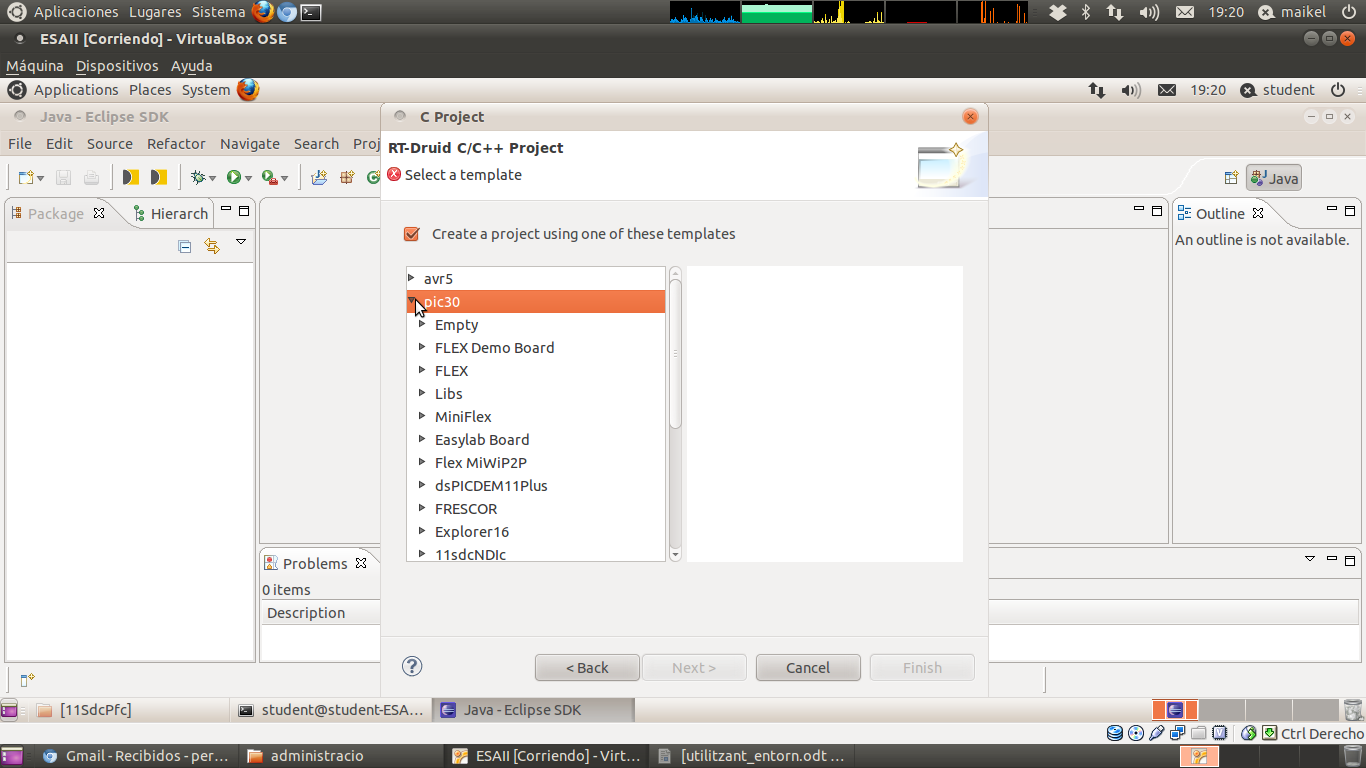 Aplicaciones Lugares Sistema 19:20 maikel
ESAII [Corriendo] - VirtualBox OSE
Máquina Dispositivos Ayuda
Applications Places System 19:20 student
Java - Eclipse SDK
C Project
File Edit Source Refactor Navigate Search Proj
RT-Druid C/C++ Project
Select a template
Java
Package Hierarch
Outline
An outline is not available.
Create a project using one of these templates
avr5
pic30
Empty
FLEX Demo Board
FLEX
Libs
MiniFlex
Easylab Board
Flex MiWiP2P
dsPICDEM11Plus
FRESCOR
Explorer16
11sdcNDIc
Problems
0 items
Description
? < Back Next > Cancel Finish
[11SdcPfc] student@student-ESA... Java - Eclipse SDK
Ctrl Derecho
Gmail - Recibidos - per... administracio ESAII [Corriendo] - Virt... [utilitzant_entorn.odt ...